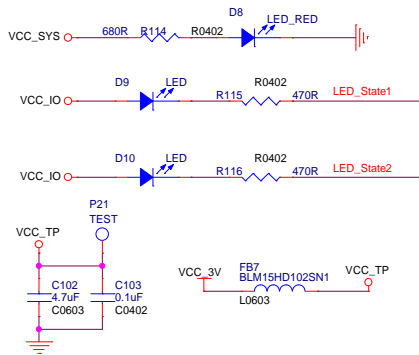 D8
680R R114 R0402 LED_RED
VCC_SYS
D9 LED R0402
VCC_IO R115 470R LED_State1
D10 LED R0402
VCC_IO R116 470R LED_State2
P21
TEST
VCC_TP
C102 C103
4.7uF 0.1uF
C0603 C0402
VCC_3V FB7 VCC_TP
BLM15HD102SN1
L0603